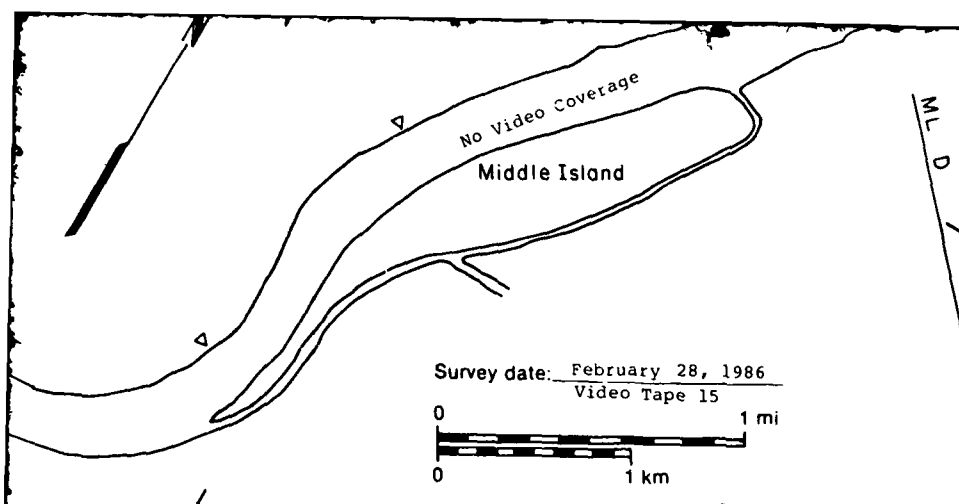 No Video Coverage
Middle Island
ML D
Survey date: February 28, 1986
Video Tape 15
0 1 mi
0 1 km